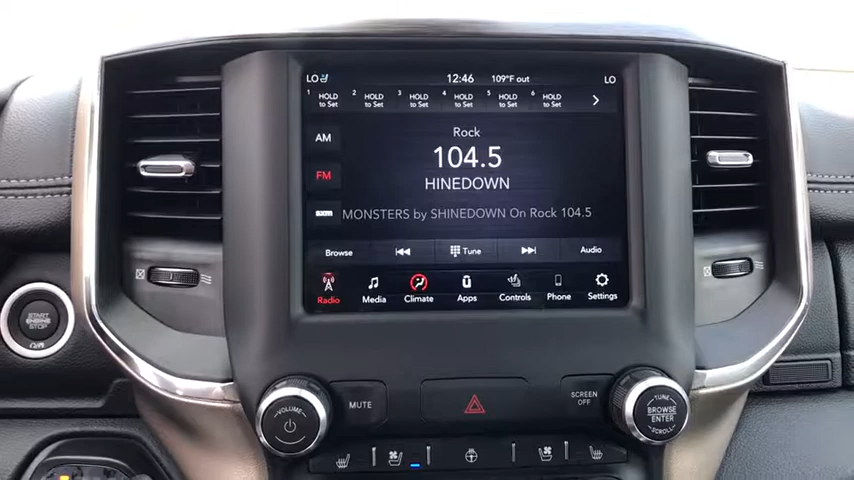 LO 12:46 109°F out LO
1 HOLD to Set 2 HOLD to Set 3 HOLD to Set 4 HOLD to Set 5 HOLD to Set 6 HOLD to Set
AM
FM
sxm
Rock
104.5
HINEDOWN
MONSTERS by SHINEDOWN On Rock 104.5
Browse Tune Audio
Radio Media Climate Apps Controls Phone Settings
START
ENGINE
STOP
VOLUME
MUTE
SCREEN
OFF
TUNE
BROWSE
ENTER
SCROLL